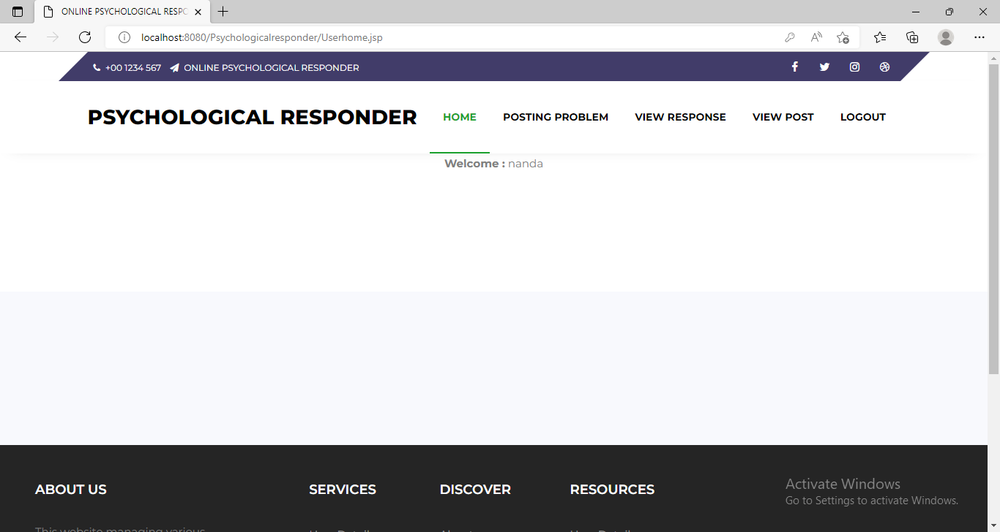 ONLINE PSYCHOLOGICAL RESPO
localhost:8080/Psychologicalresponder/Userhome.jsp
+00 1234 567 ONLINE PSYCHOLOGICAL RESPONDER
PSYCHOLOGICAL RESPONDER HOME POSTING PROBLEM VIEW RESPONSE VIEW POST LOGOUT
Welcome : nanda
ABOUT US SERVICES DISCOVER RESOURCES
Activate Windows
Go to Settings to activate Windows.
This website managing various